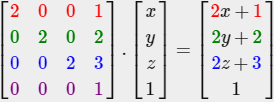 [2 0 0 1] [x] [2x + 1]
[0 2 0 2] . [y] = [2y + 2]
[0 0 2 3] [z] [2z + 3]
[0 0 0 1] [1] [1]